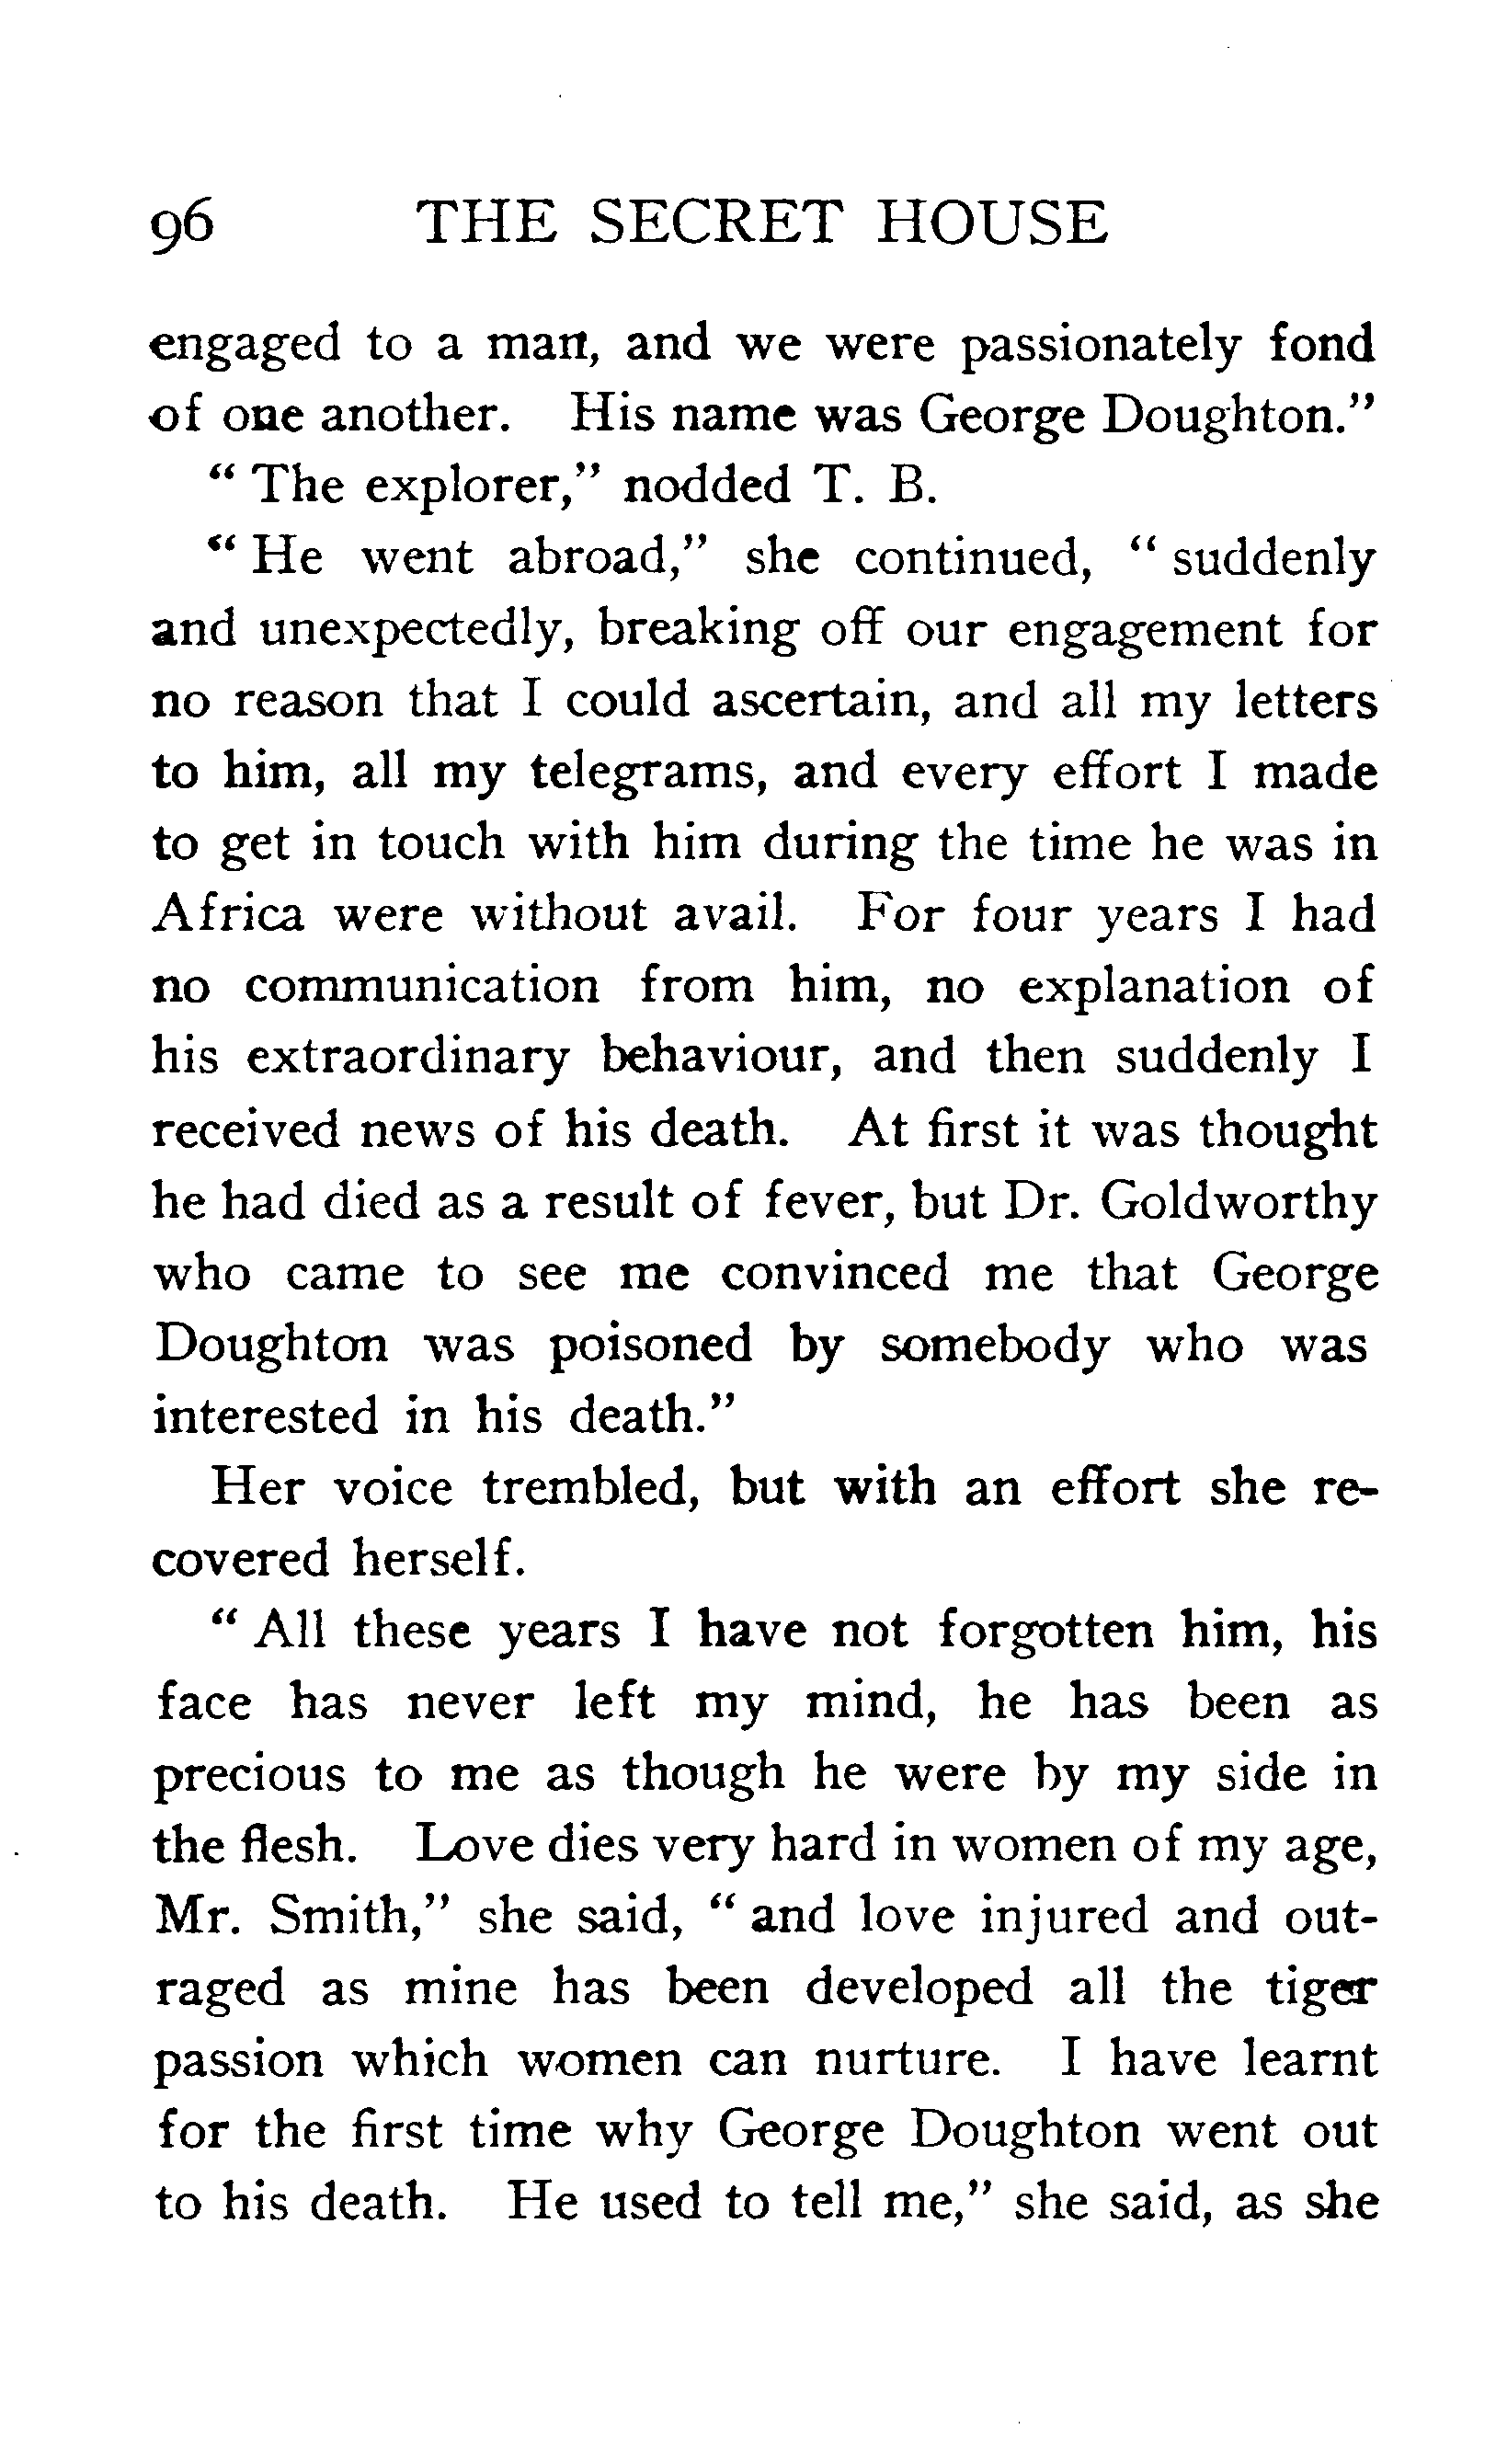 96 THE SECRET HOUSE
engaged to a man, and we were passionately fond
of one another. His name was George Doughton."
" The explorer," nodded T. B.
" He went abroad," she continued, " suddenly
and unexpectedly, breaking off our engagement for
no reason that I could ascertain, and all my letters
to him, all my telegrams, and every effort I made
to get in touch with him during the time he was in
Africa were without avail. For four years I had
no communication from him, no explanation of
his extraordinary behaviour, and then suddenly I
received news of his death. At first it was thought
he had died as a result of fever, but Dr. Goldworthy
who came to see me convinced me that George
Doughton was poisoned by somebody who was
interested in his death."
Her voice trembled, but with an effort she re-
covered herself.
" All these years I have not forgotten him, his
face has never left my mind, he has been as
precious to me as though he were by my side in
the flesh. Love dies very hard in women of my age,
Mr. Smith," she said, " and love injured and out-
raged as mine has been developed all the tiger
passion which women can nurture. I have learnt
for the first time why George Doughton went out
to his death. He used to tell me," she said, as she